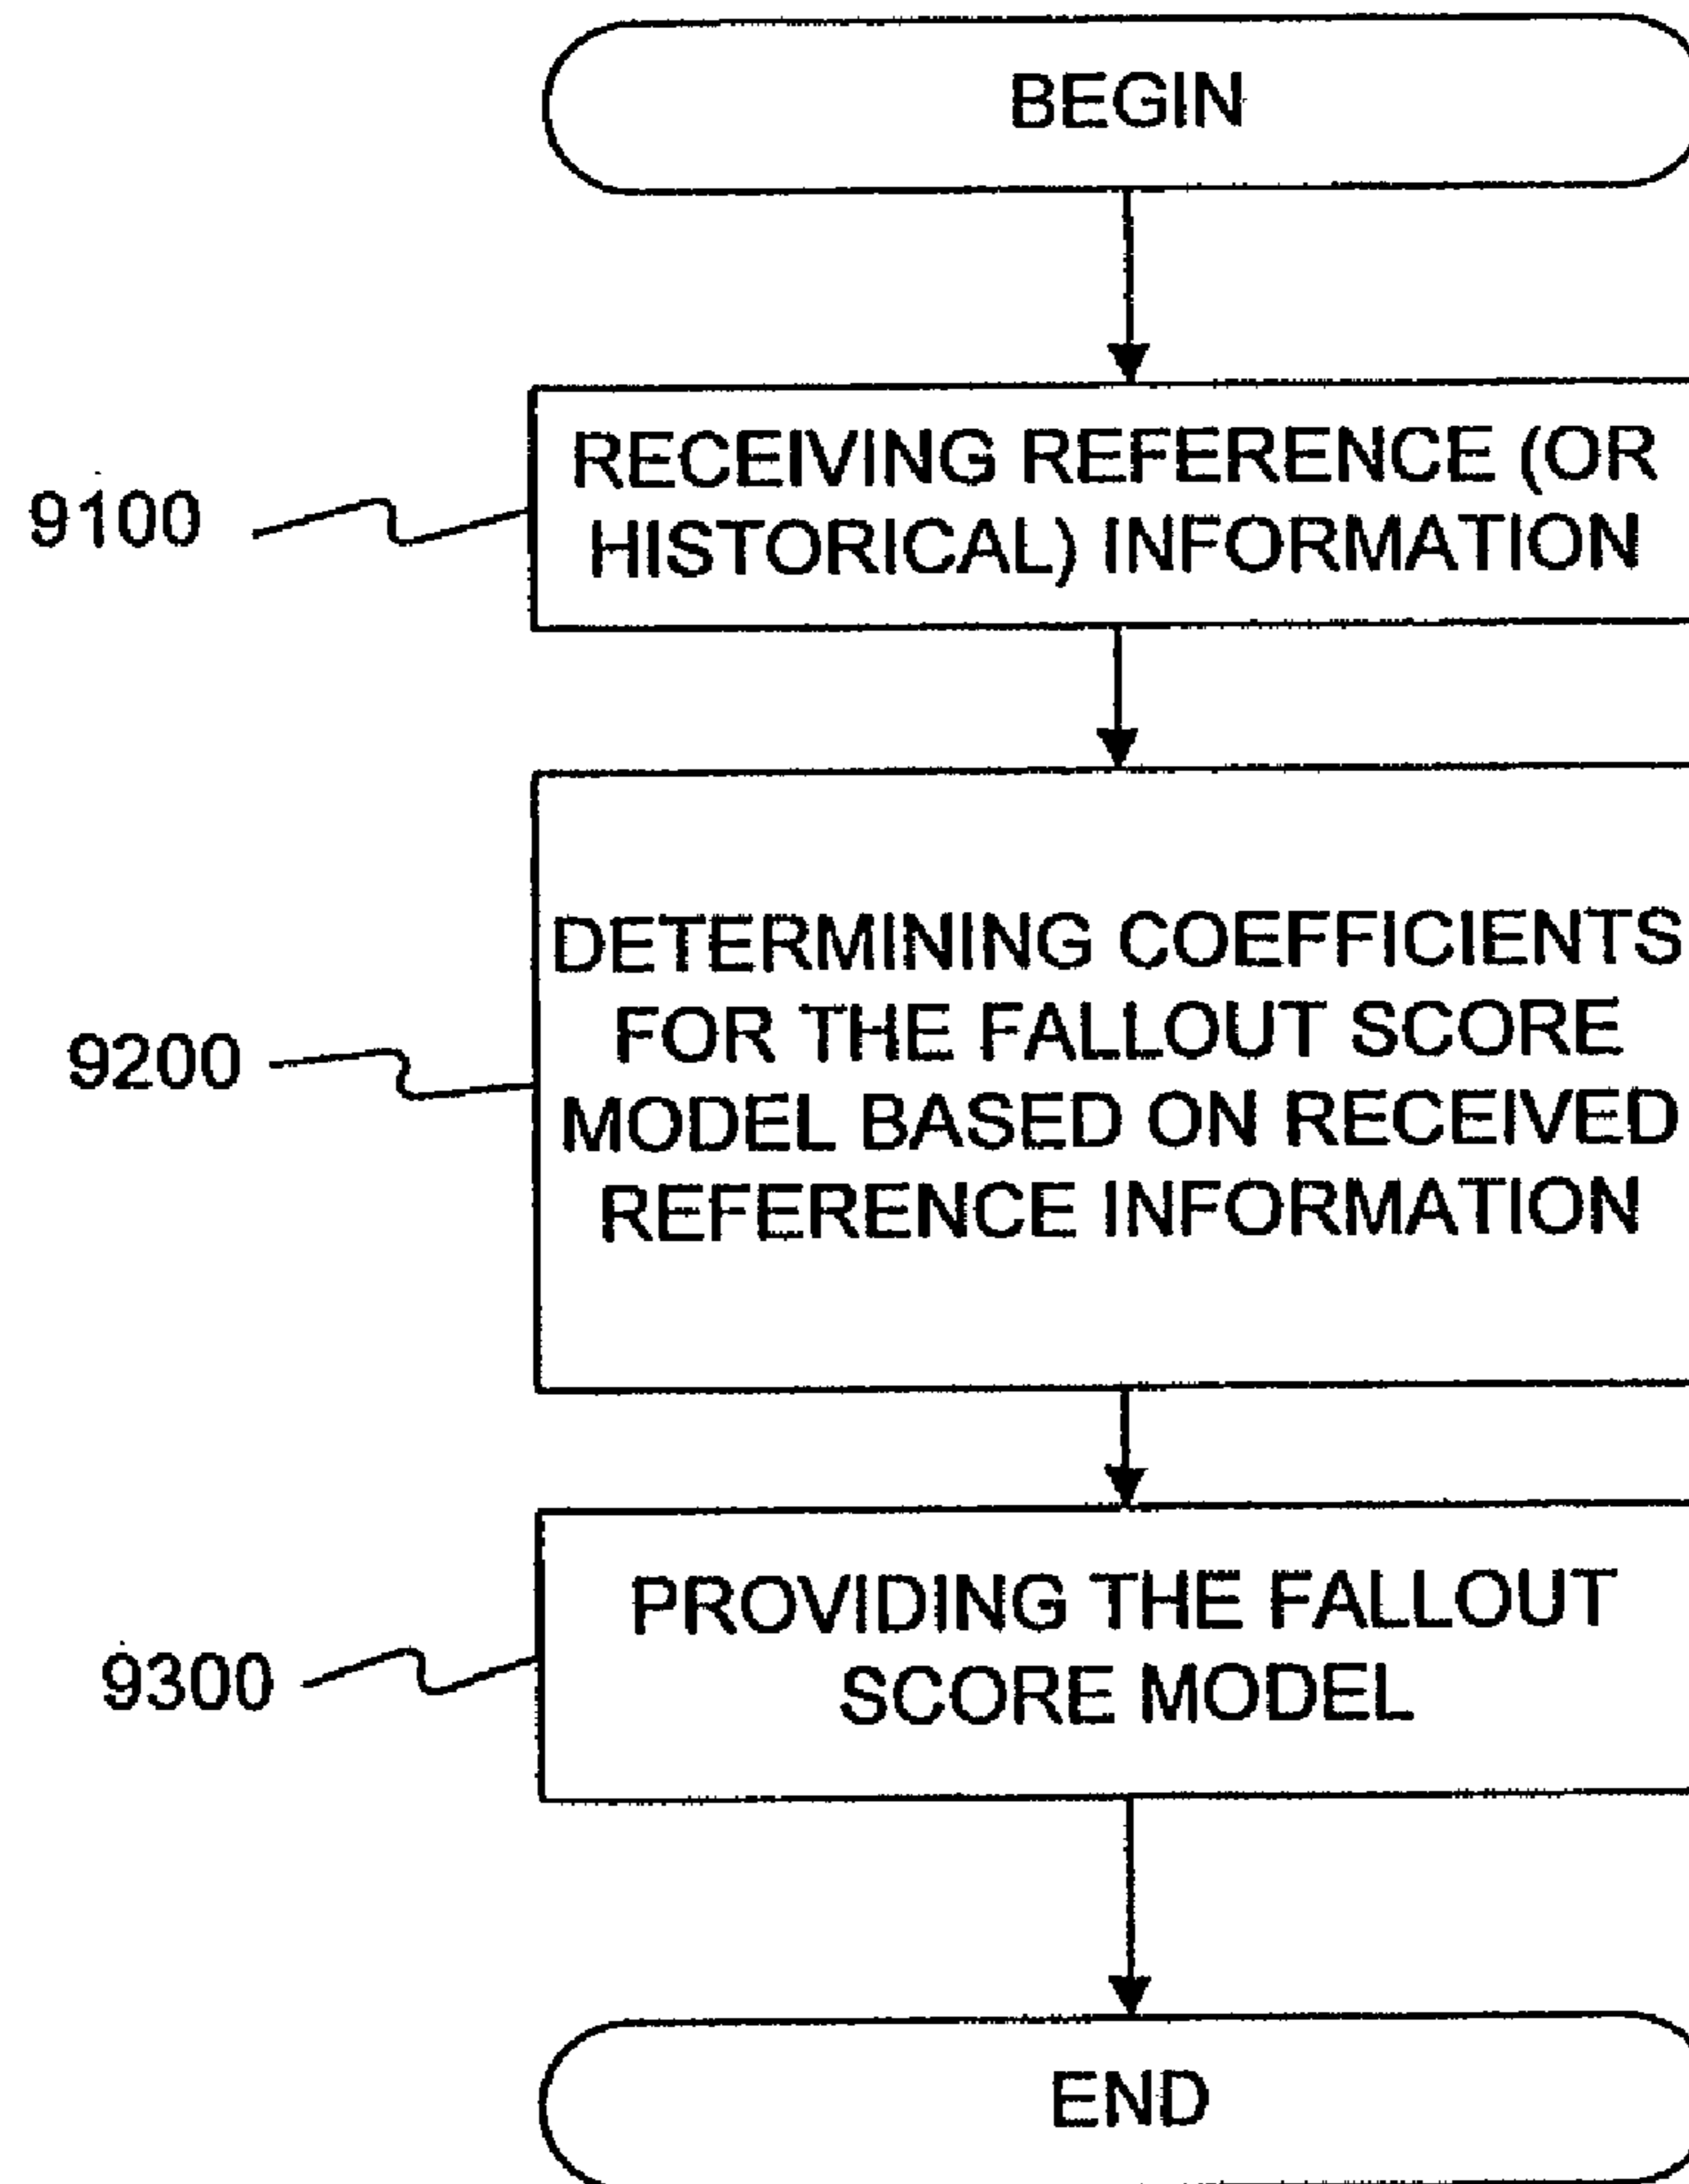 BEGIN
9100
RECEIVING REFERENCE (OR
HISTORICAL) INFORMATION
9200
DETERMINING COEFFICIENTS
FOR THE FALLOUT SCORE
MODEL BASED ON RECEIVED
REFERENCE INFORMATION
9300
PROVIDING THE FALLOUT
SCORE MODEL
END